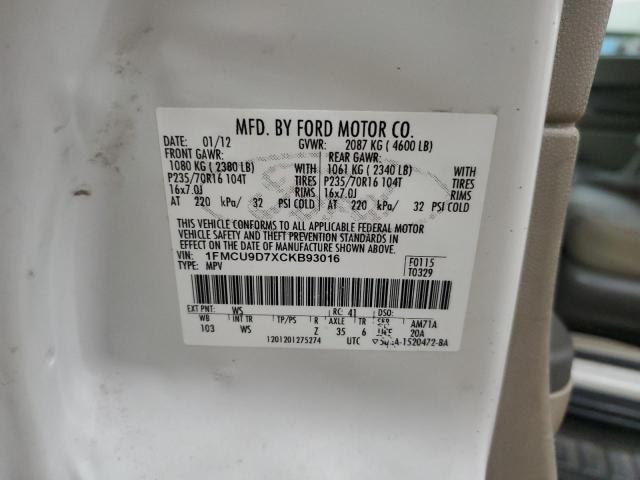 MFD. BY FORD MOTOR CO.
DATE: 01/12 GVWR: 2087 KG ( 4600 LB)
FRONT GAWR: REAR GAWR:
1080 KG ( 2380 LB) WITH 1061 KG ( 2340 LB) WITH
P235/70R16 104T TIRES P235/70R16 104T TIRES
16x7.0J RIMS 16x7.0J RIMS
AT 220 kPa/ 32 PSI COLD AT 220 kPa/ 32 PSI COLD
THIS VEHICLE CONFORMS TO ALL APPLICABLE FEDERAL MOTOR
VEHICLE SAFETY AND THEFT PREVENTION STANDARDS IN
EFFECT ON THE DATE OF MANUFACTURE SHOWN ABOVE.
VIN: 1FMCU9D7XCKB93016 F0115
TYPE: MPV T0329
EXT PNT: WS RC: 41 DSO:
WB INT TR TP/PS R AXLE TR SPR AM71A
103 WS Z 35 6 20A
1201201275274 UTC 1520472-BA